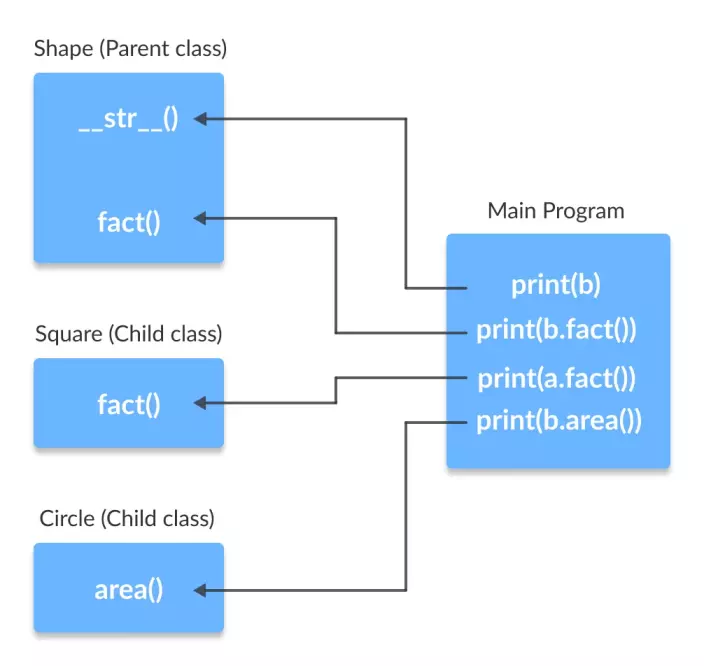 Shape (Parent class)
__str__()
fact()
Square (Child class)
fact()
Circle (Child class)
area()
Main Program
print(b)
print(b.fact())
print(a.fact())
print(b.area())